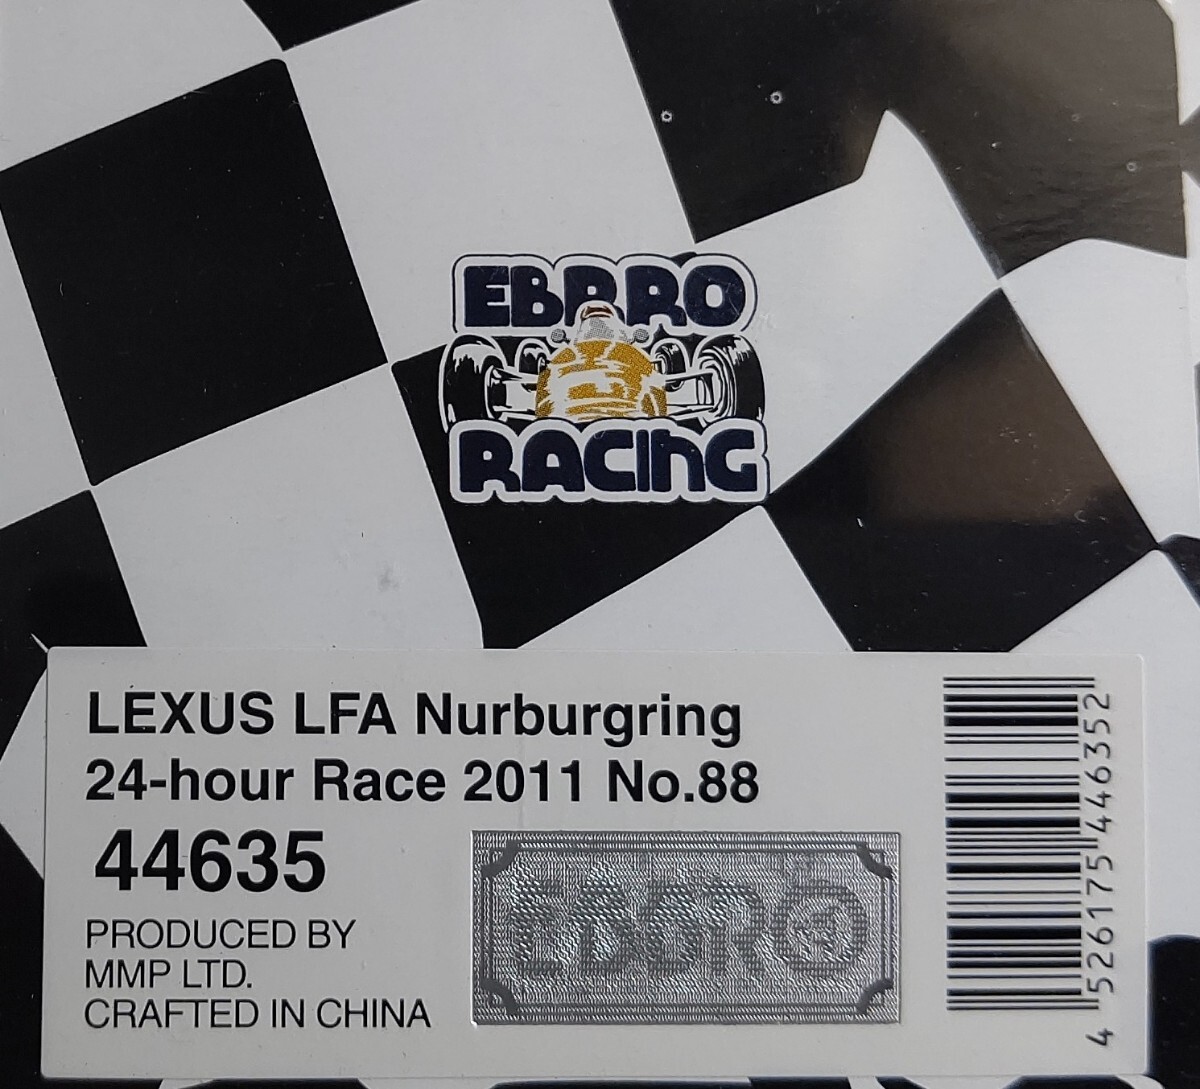 EBBRO
RACING
LEXUS LFA Nurburgring
24-hour Race 2011 No.88
44635
PRODUCED BY
MMP LTD.
CRAFTED IN CHINA
EBBRO
4 526175 446352